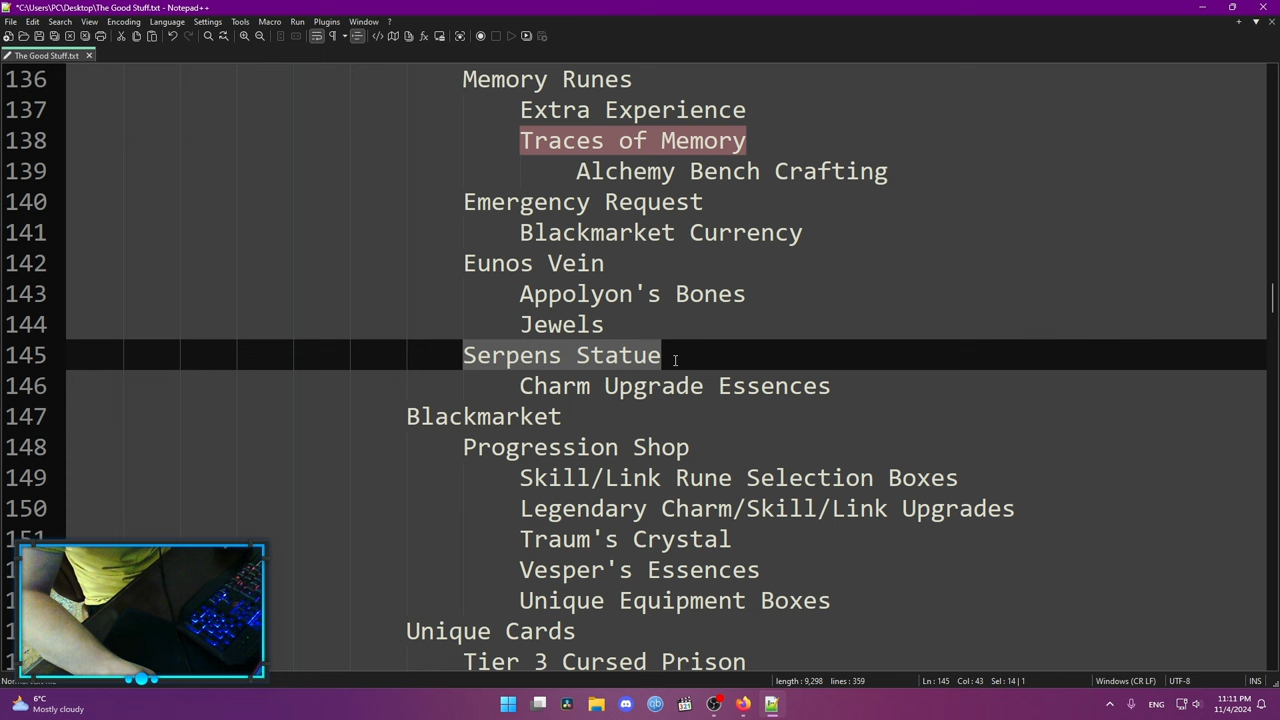 *C:\Users\PC\Desktop\The Good Stuff.txt - Notepad++
File Edit Search View Encoding Language Settings Tools Macro Run Plugins Window ?
The Good Stuff.txt
136 Memory Runes
137 Extra Experience
138 Traces of Memory
139 Alchemy Bench Crafting
140 Emergency Request
141 Blackmarket Currency
142 Eunos Vein
143 Appolyon's Bones
144 Jewels
145 Serpens Statue
146 Charm Upgrade Essences
147 Blackmarket
148 Progression Shop
149 Skill/Link Rune Selection Boxes
150 Legendary Charm/Skill/Link Upgrades
151 Traum's Crystal
Vesper's Essences
Unique Equipment Boxes
Unique Cards
Tier 3 Cursed Prison
length : 9,298 lines : 359 Ln : 145 Col : 43 Sel : 14 | 1 Windows (CR LF) UTF-8 INS
6°C
Mostly cloudy
ENG
11:11 PM
11/4/2024